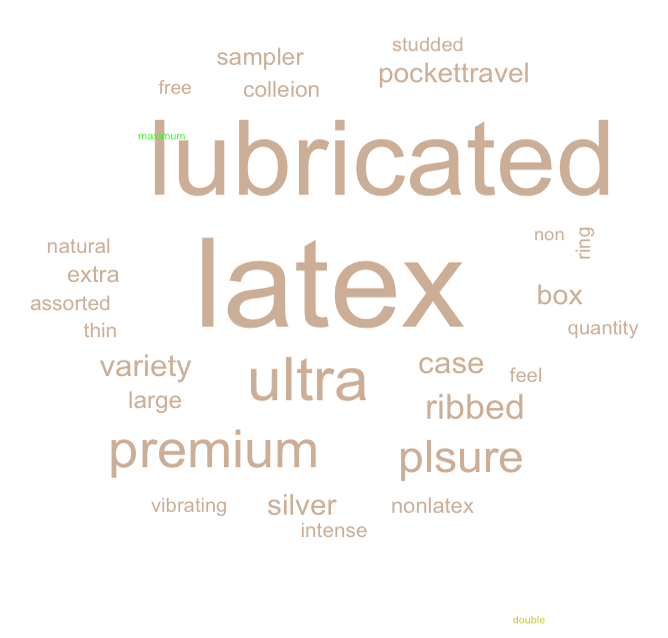 studded
sampler
pockettravel
free
colleion
maximum
lubricated
non
ring
natural
latex
extra
box
assorted
thin
quantity
variety
case
ultra
feel
large
ribbed
premium
plsure
vibrating
silver
nonlatex
intense
double